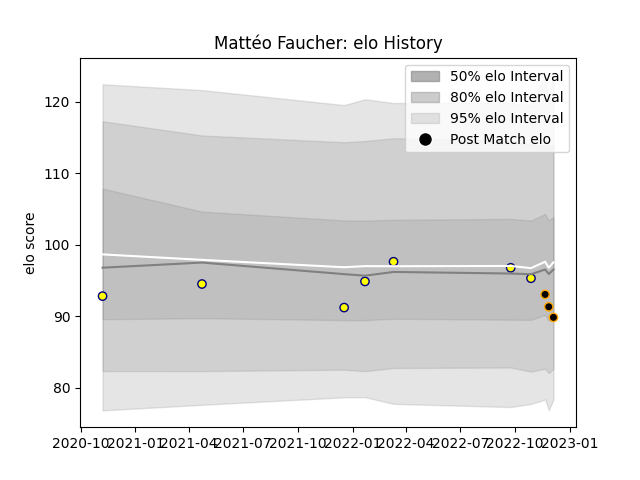 Mattéo Faucher: elo History
50% elo Interval
80% elo Interval
95% elo Interval
Post Match elo
elo score
120
110
100
90
80
2020-10 2021-01 2021-04 2021-07 2021-10 2022-01 2022-04 2022-07 2022-10 2023-01